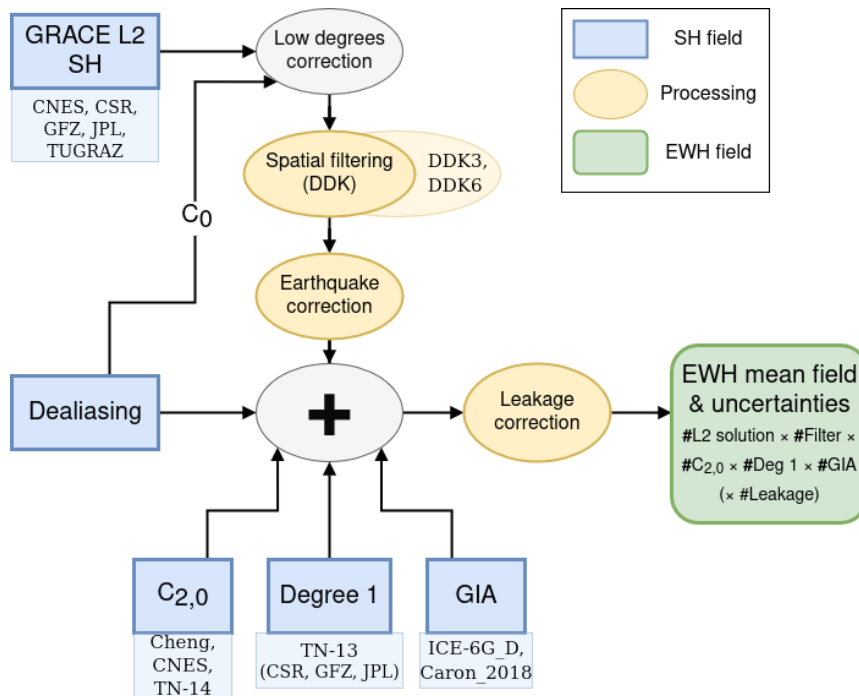 GRACE L2
SH
CNES, CSR,
GFZ, JPL,
TUGRAZ
Low degrees
correction
SH field
Processing
EWH field
Spatial filtering
(DDK)
DDK3,
DDK6
C0
Earthquake
correction
Dealiasing
+
Leakage
correction
EWH mean field
& uncertainties
#L2 solution × #Filter ×
#C2,0 × #Deg 1 × #GIA
(× #Leakage)
C2,0
Cheng,
CNES,
TN-14
Degree 1
TN-13
(CSR, GFZ, JPL)
GIA
ICE-6G_D,
Caron_2018